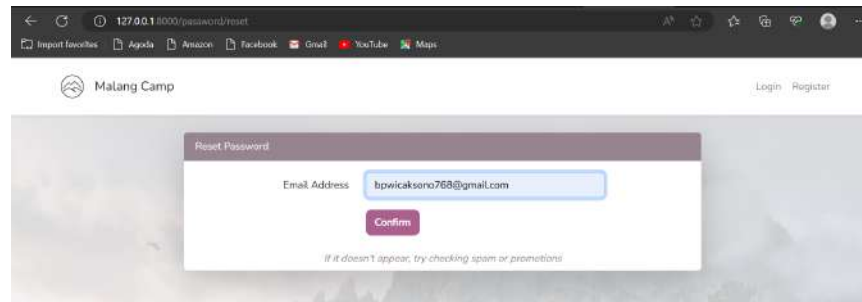 127.0.0.1:8000/password/reset
Import favorites Agoda Amazon Facebook Gmail YouTube Maps
Malang Camp Login Register
Reset Password
Email Address bpwicaksono768@gmail.com
Confirm
If it doesn't appear, try checking spam or promotions